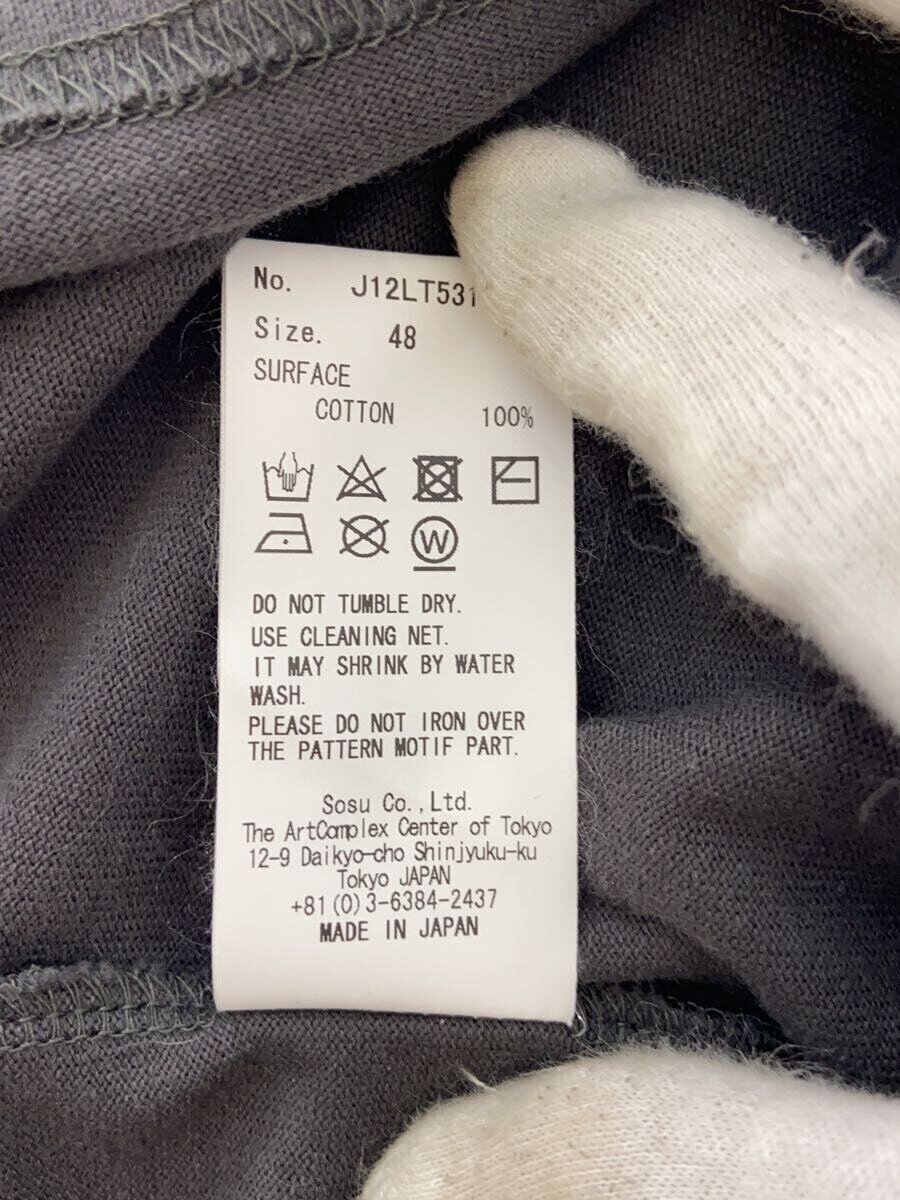 No. J12LT531
Size. 48
SURFACE
COTTON 100%
W
DO NOT TUMBLE DRY.
USE CLEANING NET.
IT MAY SHRINK BY WATER
WASH.
PLEASE DO NOT IRON OVER
THE PATTERN MOTIF PART.
Sosu Co.,Ltd.
The ArtComplex Center of Tokyo
12-9 Daikyo-cho Shinjyuku-ku
Tokyo JAPAN
+81(0)3-6384-2437
MADE IN JAPAN